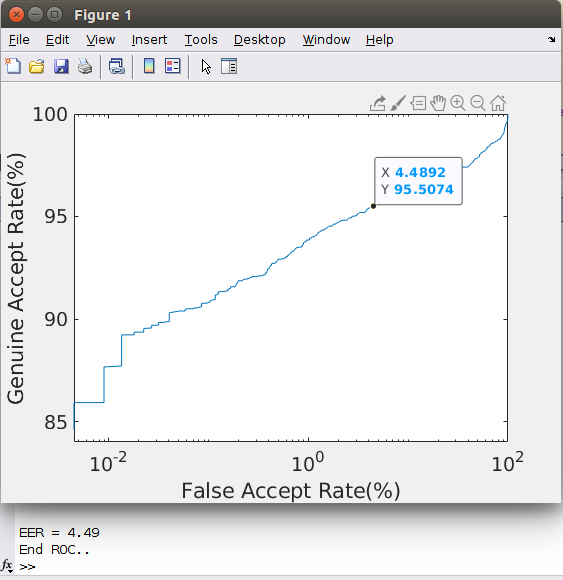 Figure 1
File Edit View Insert Tools Desktop Window Help
100
95
90
85
Genuine Accept Rate(%)
X 4.4892
Y 95.5074
10^-2 10^0 10^2
False Accept Rate(%)
EER = 4.49
End ROC..
fx >>